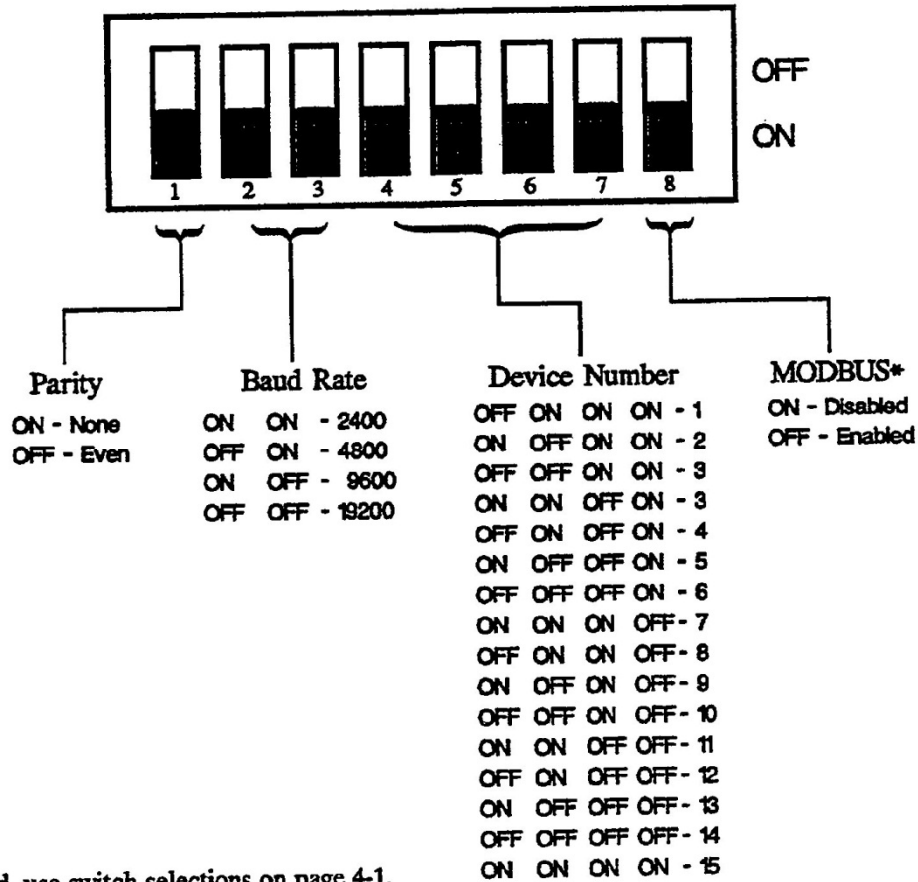 OFF
ON
1 2 3 4 5 6 7 8
Parity
ON - None
OFF - Even
Baud Rate
ON ON - 2400
OFF ON - 4800
ON OFF - 9600
OFF OFF - 19200
Device Number
OFF ON ON ON - 1
ON OFF ON ON - 2
OFF OFF ON ON - 3
ON ON OFF ON - 3
OFF ON OFF ON - 4
ON OFF OFF ON - 5
OFF OFF OFF ON - 6
ON ON ON OFF - 7
OFF ON ON OFF - 8
ON OFF ON OFF - 9
OFF OFF ON OFF - 10
ON ON OFF OFF - 11
OFF ON OFF OFF - 12
ON OFF OFF OFF - 13
OFF OFF OFF OFF - 14
ON ON ON ON - 15
MODBUS*
ON - Disabled
OFF - Enabled
use switch selections on page 4-1.